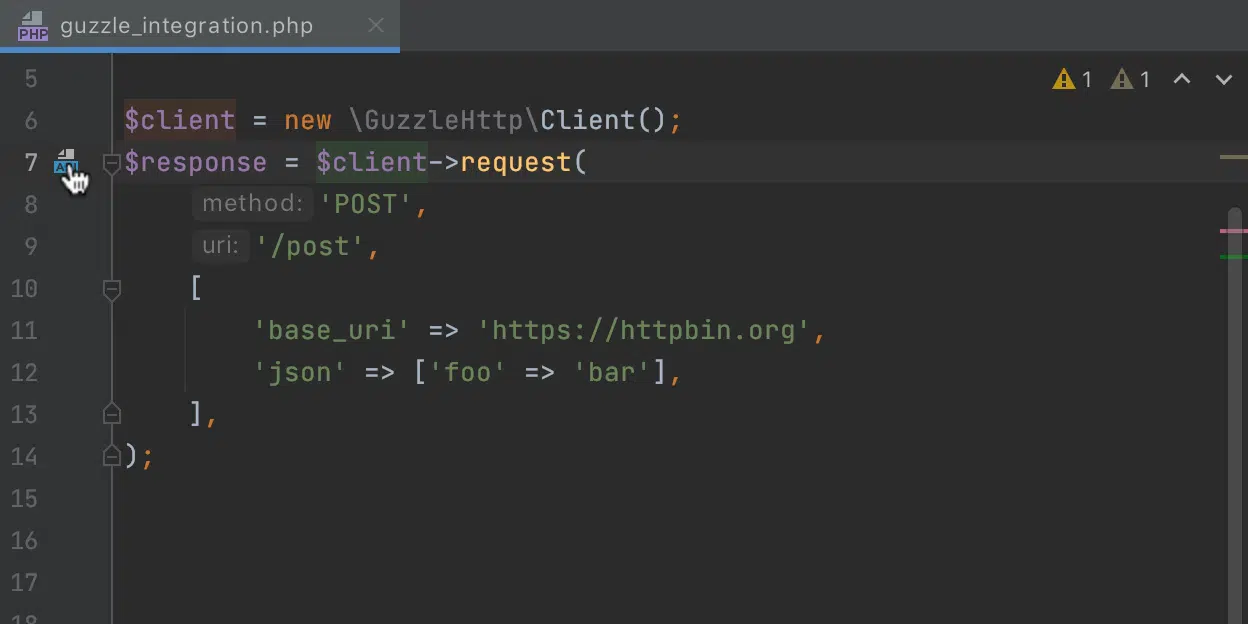 PHP guzzle_integration.php
1 1
5
6 $client = new \GuzzleHttp\Client();
7 $response = $client->request(
8 method: 'POST',
9 uri: '/post',
10 [
11 'base_uri' => 'https://httpbin.org',
12 'json' => ['foo' => 'bar'],
13 ],
14 );
15
16
17
18